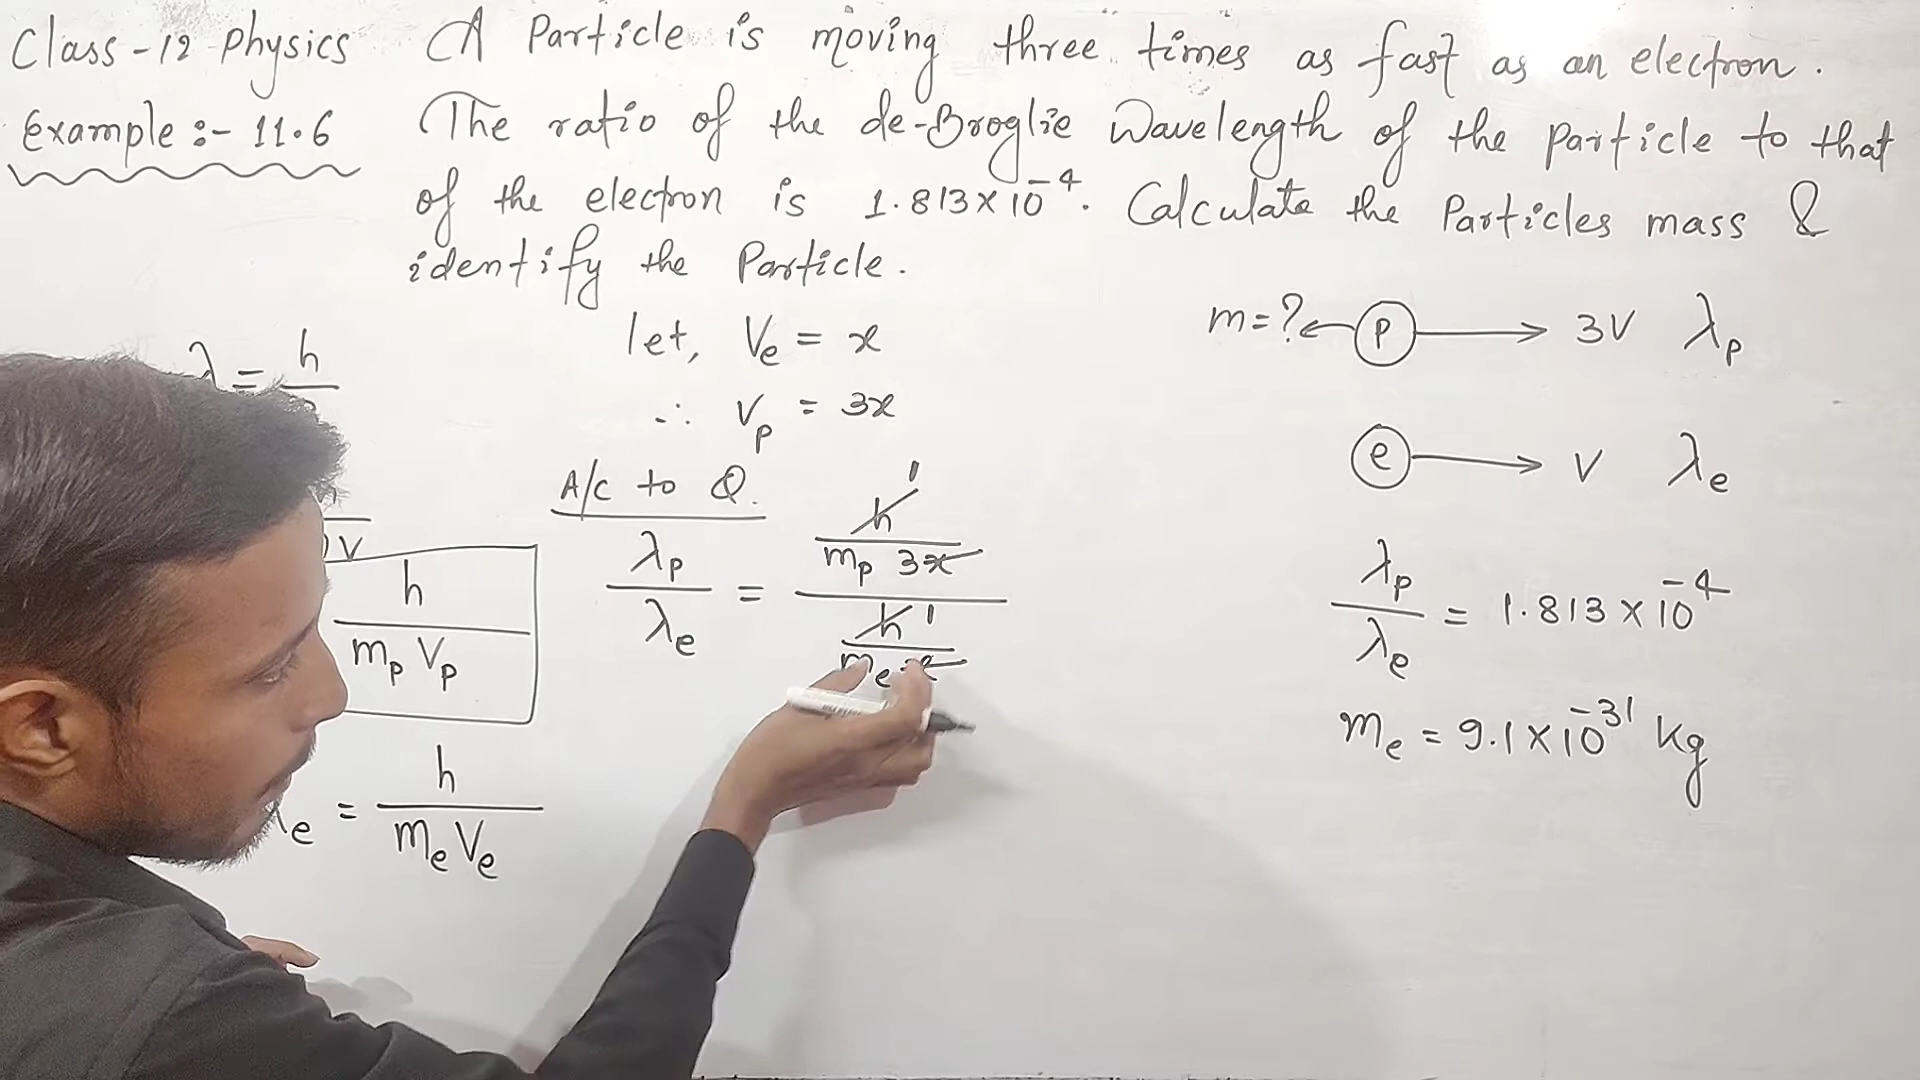 Class-12 Physics
Example :- 11.6
A Particle is moving three times as fast as an electron.
The ratio of the de-Broglie Wavelength of the particle to that
of the electron is 1.813×10⁻⁴. Calculate the Particles mass &
identify the Particle.
λ = h
v
h / mp Vp
λe = h / me Ve
let, Ve = x
∴ Vp = 3x
A/c to Q.
λp / λe = (h 1 / mp 3x) / (h 1 / me x)
m=? ← p → 3V λp
e → V λe
λp / λe = 1.813 × 10⁻⁴
me = 9.1 × 10⁻³¹ kg